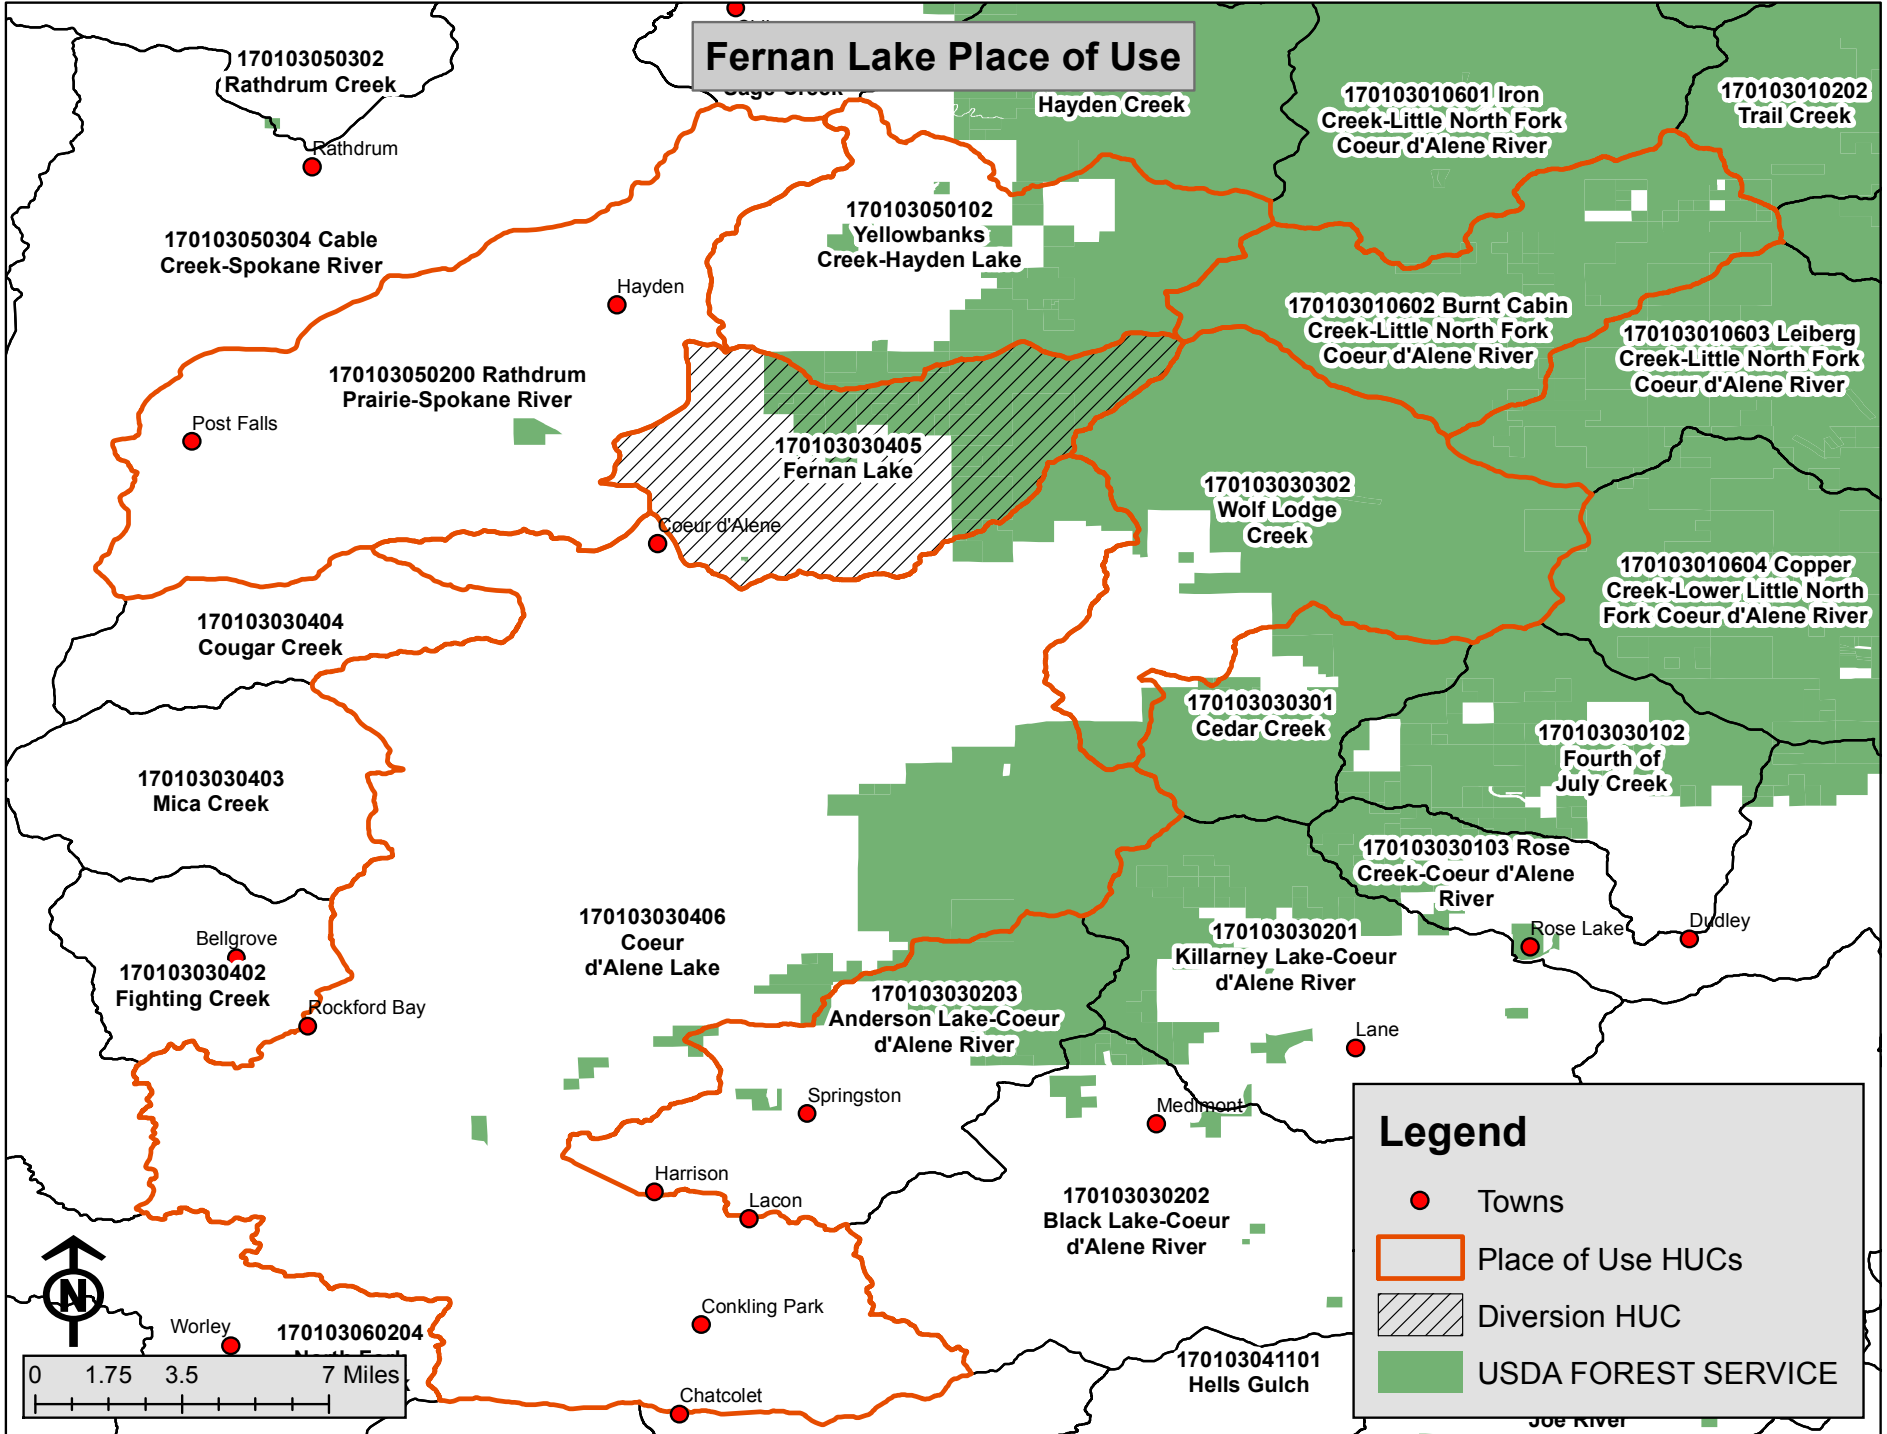 Fernan Lake Place of Use
170103050302
Rathdrum Creek
Hayden Creek
170103010601 Iron
Creek-Little North Fork
Coeur d'Alene River
170103010202
Trail Creek
Rathdrum
170103050304 Cable
Creek-Spokane River
170103050102
Yellowbanks
Creek-Hayden Lake
Hayden
170103010602 Burnt Cabin
Creek-Little North Fork
Coeur d'Alene River
170103010603 Leiberg
Creek-Little North Fork
Coeur d'Alene River
170103050200 Rathdrum
Prairie-Spokane River
Post Falls
170103030405
Fernan Lake
170103030302
Wolf Lodge
Creek
Coeur d'Alene
170103010604 Copper
Creek-Lower Little North
Fork Coeur d'Alene River
170103030404
Cougar Creek
170103030301
Cedar Creek
170103030102
Fourth of
July Creek
170103030403
Mica Creek
170103030103 Rose
Creek-Coeur d'Alene
River
170103030406
Coeur
d'Alene Lake
Rose Lake
Dudley
170103030201
Killarney Lake-Coeur
d'Alene River
Bellgrove
170103030402
Fighting Creek
Rockford Bay
170103030203
Anderson Lake-Coeur
d'Alene River
Lane
Springston
Medimont
Harrison
Lacon
170103030202
Black Lake-Coeur
d'Alene River
Conkling Park
Worley
170103060204
North Fork
170103041101
Hells Gulch
Chatcolet
Joe River
0 1.75 3.5 7 Miles
N
Legend
Towns
Place of Use HUCs
Diversion HUC
USDA FOREST SERVICE